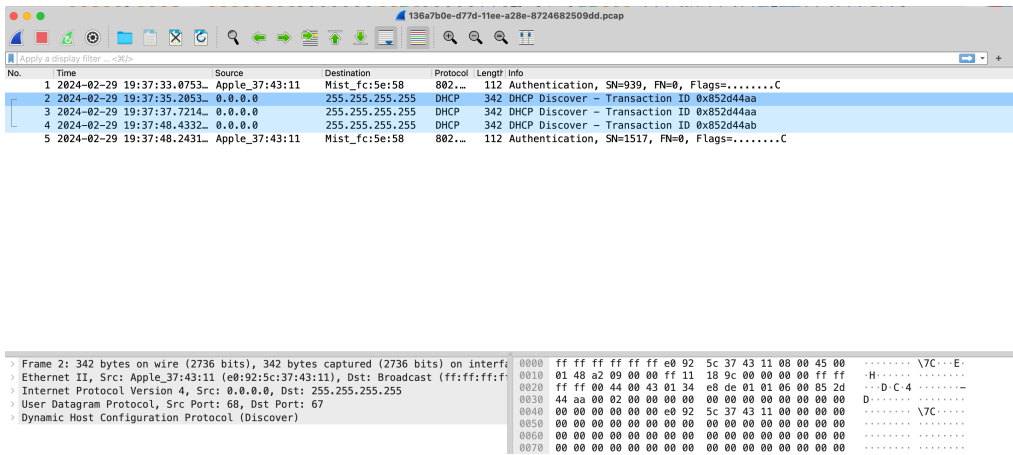 136a7b0e-d77d-11ee-a28e-8724682509dd.pcap
Apply a display filter ... <⌘/>
No. Time Source Destination Protocol Length Info
1 2024-02-29 19:37:33.0753… Apple_37:43:11 Mist_fc:5e:58 802.… 112 Authentication, SN=939, FN=0, Flags=........C
2 2024-02-29 19:37:35.2053… 0.0.0.0 255.255.255.255 DHCP 342 DHCP Discover – Transaction ID 0x852d44aa
3 2024-02-29 19:37:37.7214… 0.0.0.0 255.255.255.255 DHCP 342 DHCP Discover – Transaction ID 0x852d44aa
4 2024-02-29 19:37:48.4332… 0.0.0.0 255.255.255.255 DHCP 342 DHCP Discover – Transaction ID 0x852d44ab
5 2024-02-29 19:37:48.2431… Apple_37:43:11 Mist_fc:5e:58 802.… 112 Authentication, SN=1517, FN=0, Flags=........C
Frame 2: 342 bytes on wire (2736 bits), 342 bytes captured (2736 bits) on interfa
Ethernet II, Src: Apple_37:43:11 (e0:92:5c:37:43:11), Dst: Broadcast (ff:ff:ff:f
Internet Protocol Version 4, Src: 0.0.0.0, Dst: 255.255.255.255
User Datagram Protocol, Src Port: 68, Dst Port: 67
Dynamic Host Configuration Protocol (Discover)
0000 ff ff ff ff ff ff e0 92 5c 37 43 11 08 00 45 00 ········ \7C···E·
0010 01 48 a2 09 00 00 ff 11 18 9c 00 00 00 00 ff ff ·H······ ········
0020 ff ff 00 44 00 43 01 34 e8 de 01 01 06 00 85 2d ···D·C·4 ·······-
0030 44 aa 00 02 00 00 00 00 00 00 00 00 00 00 00 00 D······· ········
0040 00 00 00 00 00 00 e0 92 5c 37 43 11 00 00 00 00 ········ \7C·····
0050 00 00 00 00 00 00 00 00 00 00 00 00 00 00 00 00 ········ ········
0060 00 00 00 00 00 00 00 00 00 00 00 00 00 00 00 00 ········ ········
0070 00 00 00 00 00 00 00 00 00 00 00 00 00 00 00 00 ········ ········